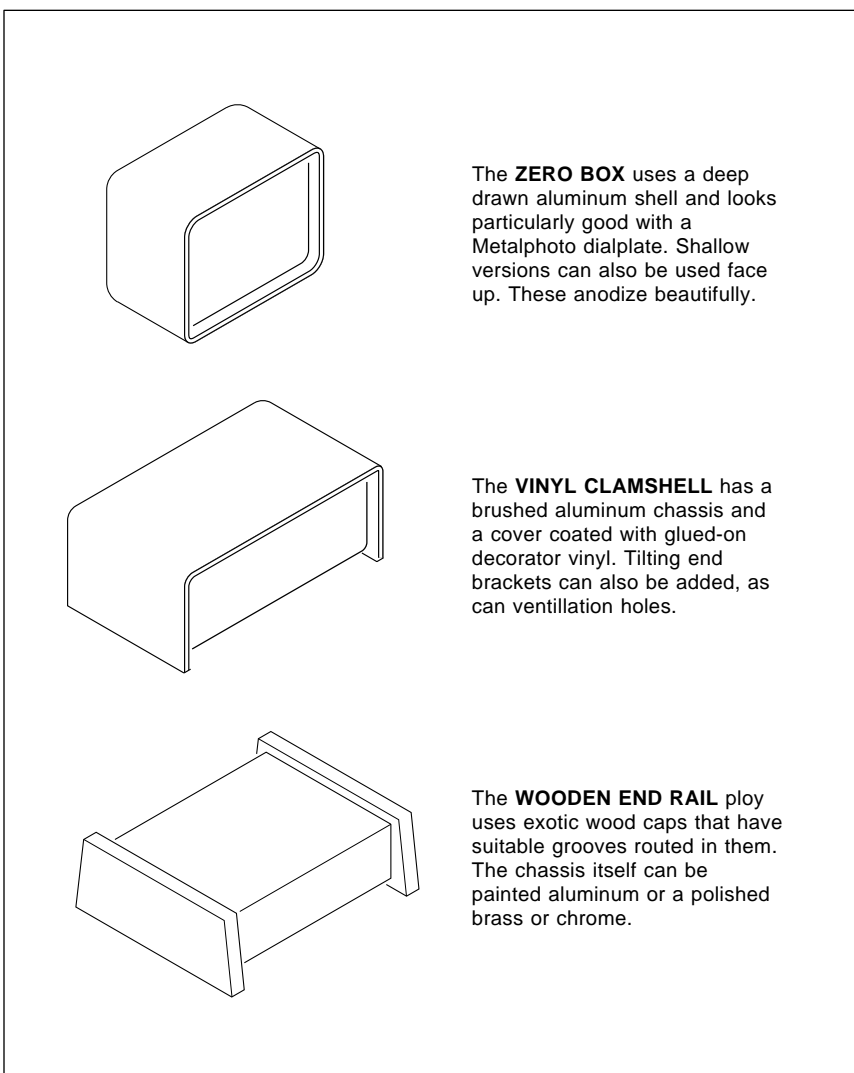 The ZERO BOX uses a deep
drawn aluminum shell and looks
particularly good with a
Metalphoto dialplate. Shallow
versions can also be used face
up. These anodize beautifully.
The VINYL CLAMSHELL has a
brushed aluminum chassis and
a cover coated with glued-on
decorator vinyl. Tilting end
brackets can also be added, as
can ventillation holes.
The WOODEN END RAIL ploy
uses exotic wood caps that have
suitable grooves routed in them.
The chassis itself can be
painted aluminum or a polished
brass or chrome.